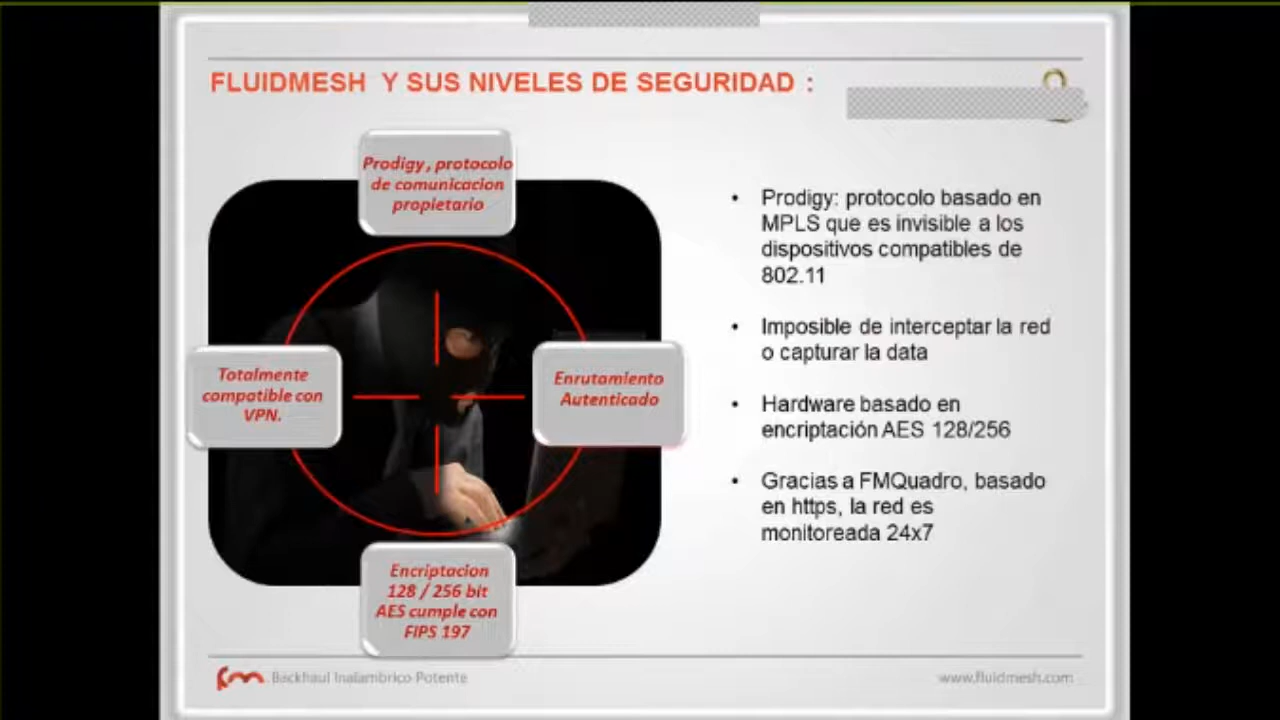 FLUIDMESH Y SUS NIVELES DE SEGURIDAD :
Prodigy, protocolo
de comunicacion
propietario
Totalmente
compatible con
VPN.
Enrutamiento
Autenticado
Encriptacion
128 / 256 bit
AES cumple con
FIPS 197
• Prodigy: protocolo basado en
MPLS que es invisible a los
dispositivos compatibles de
802.11
• Imposible de interceptar la red
o capturar la data
• Hardware basado en
encriptación AES 128/256
• Gracias a FMQuadro, basado
en https, la red es
monitoreada 24x7
fm Backhaul Inalambrico Potente
www.fluidmesh.com